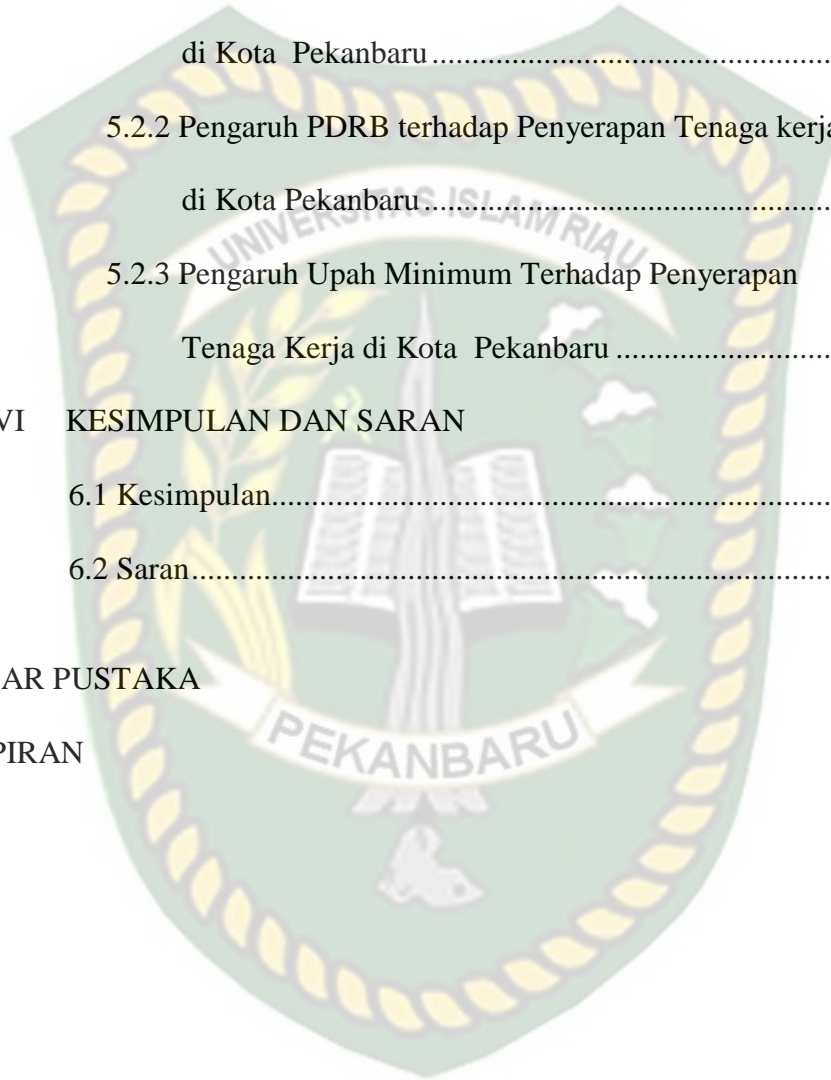 di Kota Pekanbaru ..................................................
5.2.2 Pengaruh PDRB terhadap Penyerapan Tenaga kerja
di Kota Pekanbaru ..................................................
UNIVERSITAS ISLAM RIAU
5.2.3 Pengaruh Upah Minimum Terhadap Penyerapan
Tenaga Kerja di Kota Pekanbaru ...........................
VI KESIMPULAN DAN SARAN
6.1 Kesimpulan......................................................................
6.2 Saran................................................................................
AR PUSTAKA
PEKANBARU
PIRAN